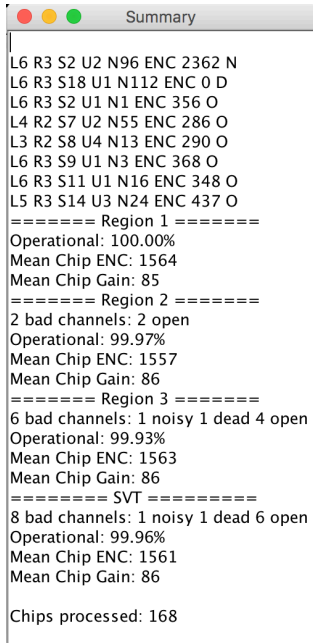 Summary
L6 R3 S2 U2 N96 ENC 2362 N
L6 R3 S18 U1 N112 ENC 0 D
L6 R3 S2 U1 N1 ENC 356 O
L4 R2 S7 U2 N55 ENC 286 O
L3 R2 S8 U4 N13 ENC 290 O
L6 R3 S9 U1 N3 ENC 368 O
L6 R3 S11 U1 N16 ENC 348 O
L5 R3 S14 U3 N24 ENC 437 O
======= Region 1 =======
Operational: 100.00%
Mean Chip ENC: 1564
Mean Chip Gain: 85
======= Region 2 =======
2 bad channels: 2 open
Operational: 99.97%
Mean Chip ENC: 1557
Mean Chip Gain: 86
======= Region 3 =======
6 bad channels: 1 noisy 1 dead 4 open
Operational: 99.93%
Mean Chip ENC: 1563
Mean Chip Gain: 86
======== SVT =========
8 bad channels: 1 noisy 1 dead 6 open
Operational: 99.96%
Mean Chip ENC: 1561
Mean Chip Gain: 86
Chips processed: 168